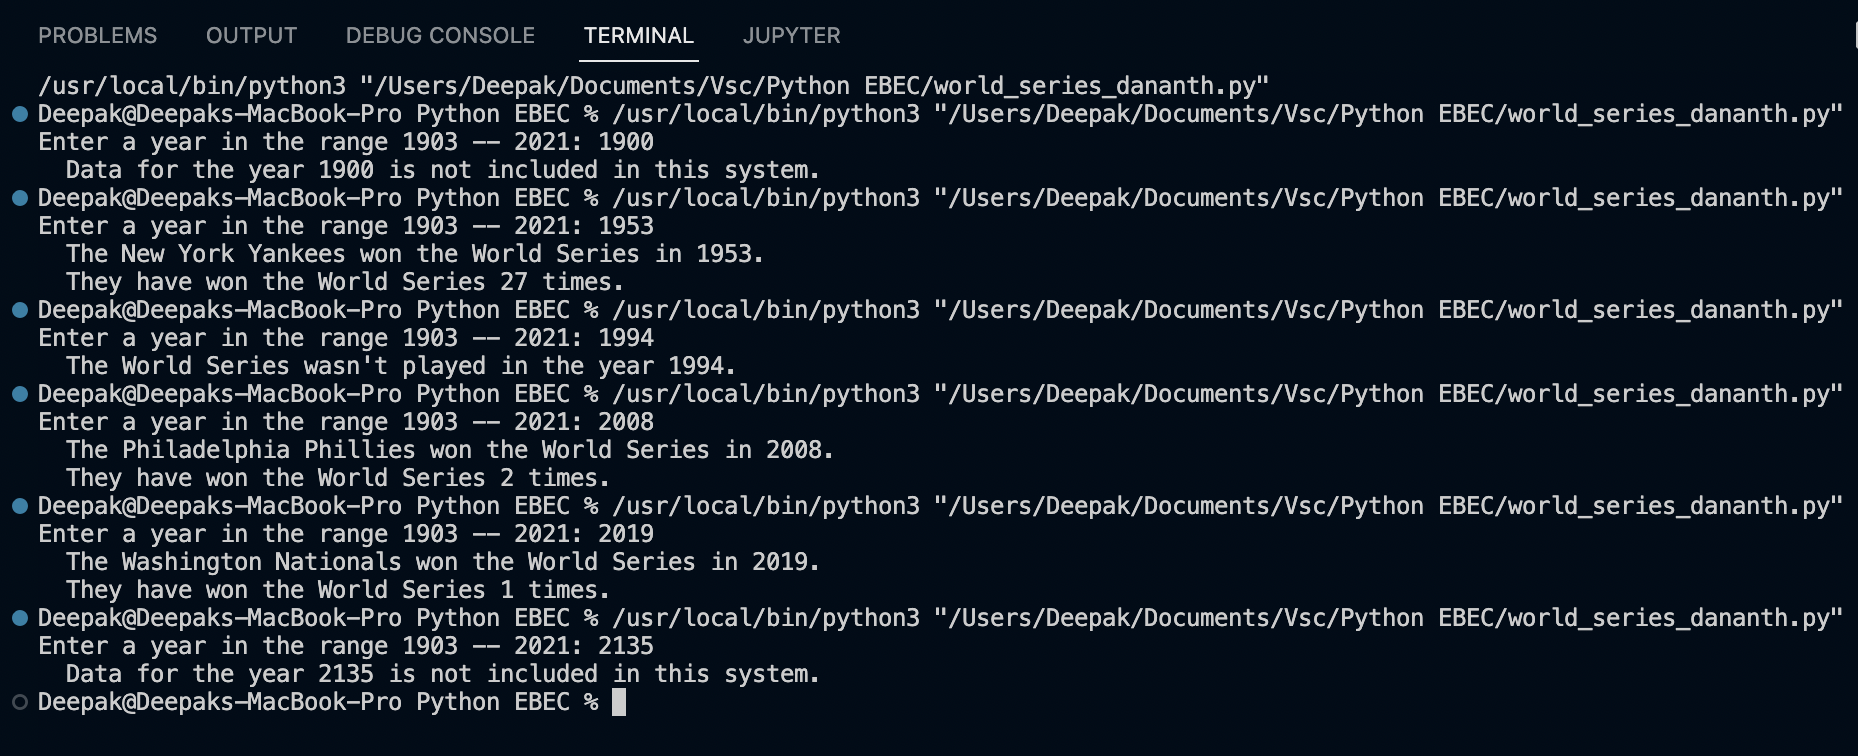 PROBLEMS OUTPUT DEBUG CONSOLE TERMINAL JUPYTER
/usr/local/bin/python3 "/Users/Deepak/Documents/Vsc/Python EBEC/world_series_dananth.py"
Deepak@Deepaks-MacBook-Pro Python EBEC % /usr/local/bin/python3 "/Users/Deepak/Documents/Vsc/Python EBEC/world_series_dananth.py"
Enter a year in the range 1903 -- 2021: 1900
  Data for the year 1900 is not included in this system.
Deepak@Deepaks-MacBook-Pro Python EBEC % /usr/local/bin/python3 "/Users/Deepak/Documents/Vsc/Python EBEC/world_series_dananth.py"
Enter a year in the range 1903 -- 2021: 1953
  The New York Yankees won the World Series in 1953.
  They have won the World Series 27 times.
Deepak@Deepaks-MacBook-Pro Python EBEC % /usr/local/bin/python3 "/Users/Deepak/Documents/Vsc/Python EBEC/world_series_dananth.py"
Enter a year in the range 1903 -- 2021: 1994
  The World Series wasn't played in the year 1994.
Deepak@Deepaks-MacBook-Pro Python EBEC % /usr/local/bin/python3 "/Users/Deepak/Documents/Vsc/Python EBEC/world_series_dananth.py"
Enter a year in the range 1903 -- 2021: 2008
  The Philadelphia Phillies won the World Series in 2008.
  They have won the World Series 2 times.
Deepak@Deepaks-MacBook-Pro Python EBEC % /usr/local/bin/python3 "/Users/Deepak/Documents/Vsc/Python EBEC/world_series_dananth.py"
Enter a year in the range 1903 -- 2021: 2019
  The Washington Nationals won the World Series in 2019.
  They have won the World Series 1 times.
Deepak@Deepaks-MacBook-Pro Python EBEC % /usr/local/bin/python3 "/Users/Deepak/Documents/Vsc/Python EBEC/world_series_dananth.py"
Enter a year in the range 1903 -- 2021: 2135
  Data for the year 2135 is not included in this system.
Deepak@Deepaks-MacBook-Pro Python EBEC %